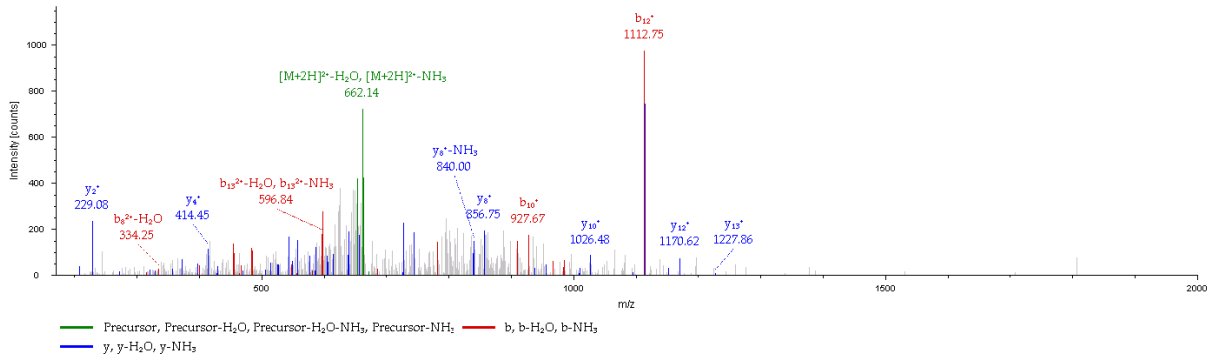 b₁₂⁺
1112.75
1000
[M+2H]²⁺-H₂O, [M+2H]²⁺-NH₃
662.14
800
Intensity [counts]
600
y₈⁺-NH₃
840.00
400
b₁₃²⁺-H₂O, b₁₃²⁺-NH₃
596.84
y₂⁺
229.08
y₄⁺
414.45
b₈²⁺-H₂O
334.25
y₈⁺
856.75
b₁₀⁺
927.67
y₁₀⁺
1026.48
y₁₂⁺
1170.62
y₁₃⁺
1227.86
200
0
500
1000
1500
2000
m/z
Precursor, Precursor-H₂O, Precursor-H₂O-NH₃, Precursor-NH₃
b, b-H₂O, b-NH₃
y, y-H₂O, y-NH₃